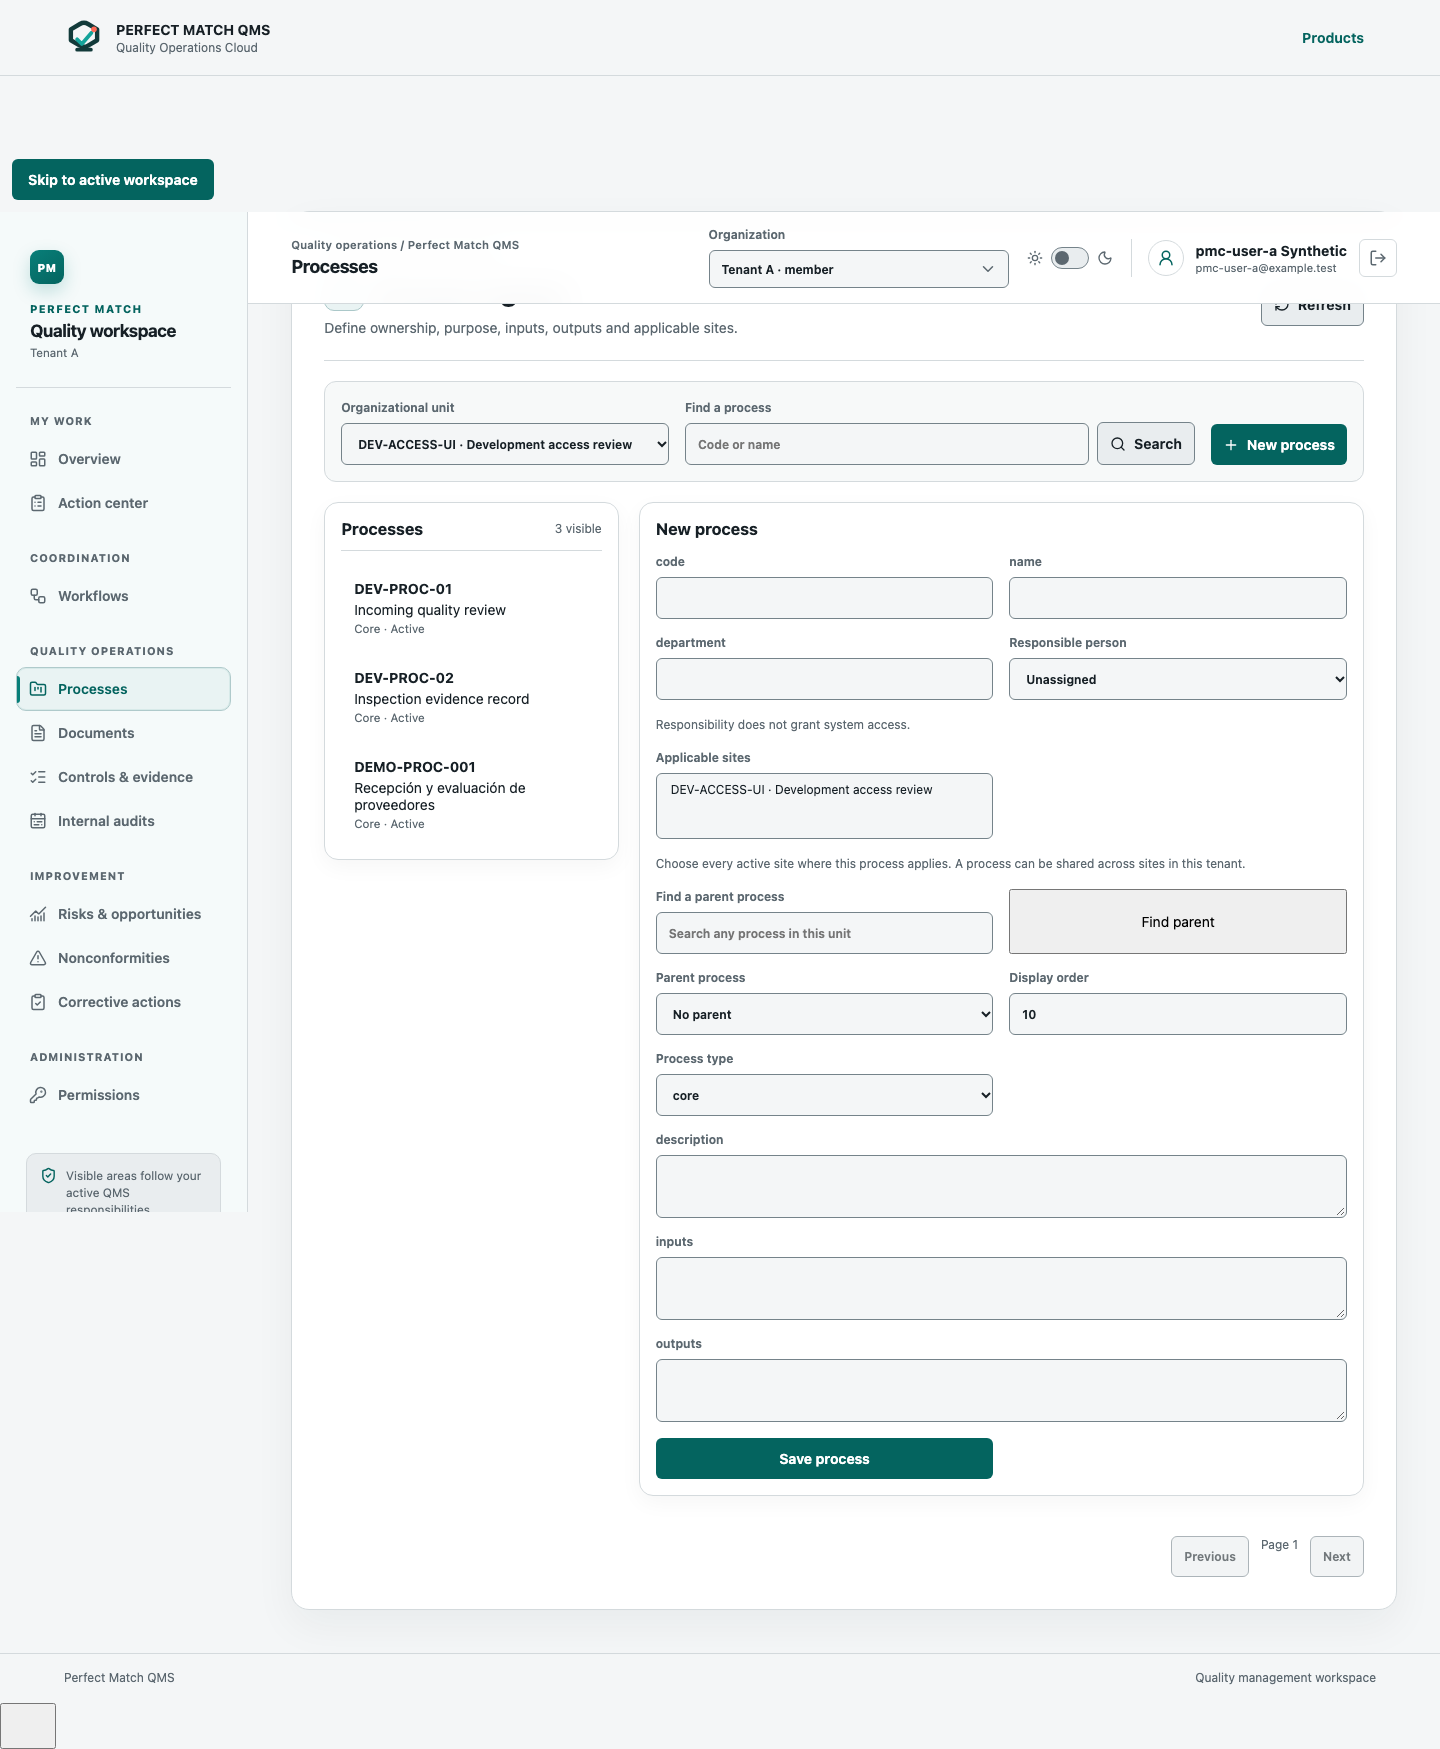 PERFECT MATCH QMS
Quality Operations Cloud
Products
Skip to active workspace
PM
PERFECT MATCH
Quality workspace
Tenant A
MY WORK
Overview
Action center
COORDINATION
Workflows
QUALITY OPERATIONS
Processes
Documents
Controls & evidence
Internal audits
IMPROVEMENT
Risks & opportunities
Nonconformities
Corrective actions
ADMINISTRATION
Permissions
Visible areas follow your
active QMS
responsibilities
Quality operations / Perfect Match QMS
Processes
Organization
Tenant A · member
pmc-user-a Synthetic
pmc-user-a@example.test
Refresh
Define ownership, purpose, inputs, outputs and applicable sites.
Organizational unit
DEV-ACCESS-UI · Development access review
Find a process
Code or name
Search
New process
Processes
3 visible
DEV-PROC-01
Incoming quality review
Core · Active
DEV-PROC-02
Inspection evidence record
Core · Active
DEMO-PROC-001
Recepción y evaluación de
proveedores
Core · Active
New process
code
name
department
Responsible person
Unassigned
Responsibility does not grant system access.
Applicable sites
DEV-ACCESS-UI · Development access review
Choose every active site where this process applies. A process can be shared across sites in this tenant.
Find a parent process
Search any process in this unit
Find parent
Parent process
No parent
Display order
10
Process type
core
description
inputs
outputs
Save process
Previous
Page 1
Next
Perfect Match QMS
Quality management workspace